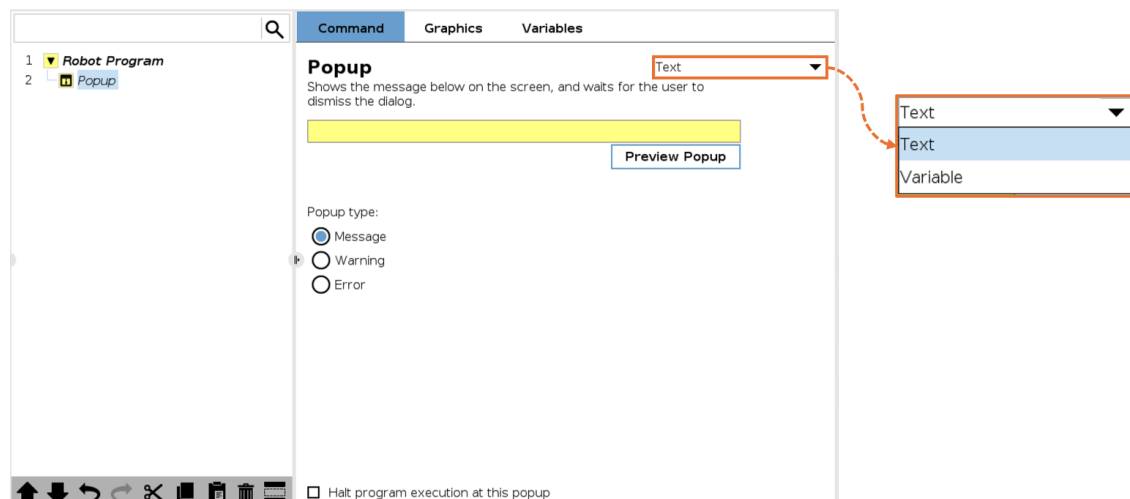 Command Graphics Variables
1 Robot Program
2 Popup
Popup
Text
Shows the message below on the screen, and waits for the user to
dismiss the dialog.
Preview Popup
Popup type:
Message
Warning
Error
Halt program execution at this popup
Text
Text
Variable